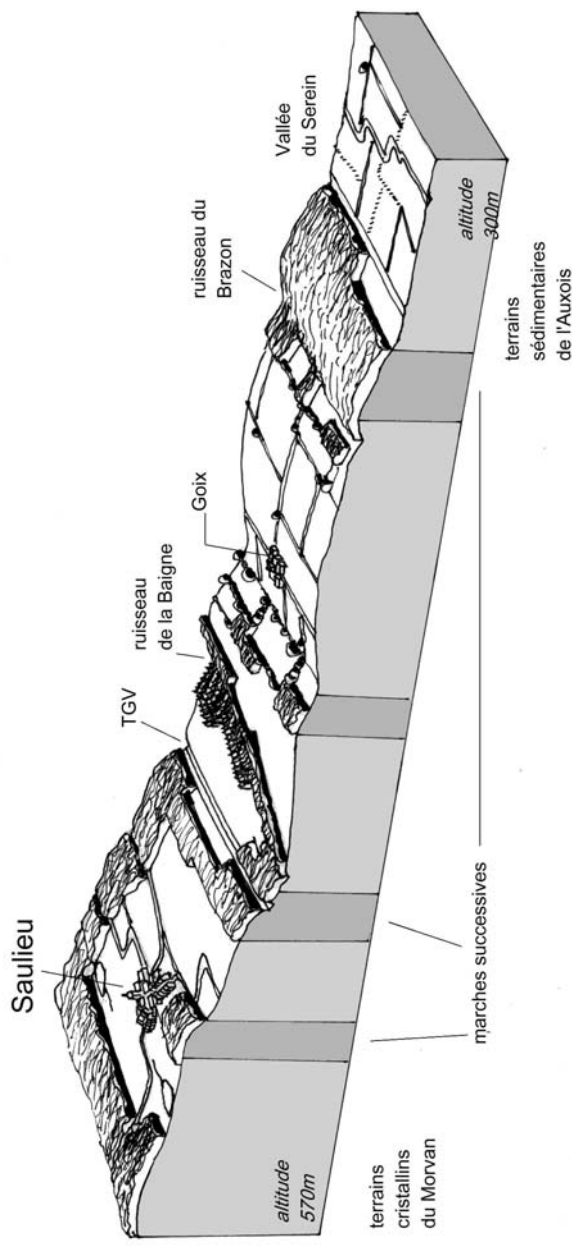 Saulieu
TGV
ruisseau
de la Baigne
Goix
ruisseau du
Brazon
Vallée
du Serein
altitude
570m
altitude
300m
terrains
cristallins
du Morvan
marches successives
terrains
sédimentaires
de l'Auxois